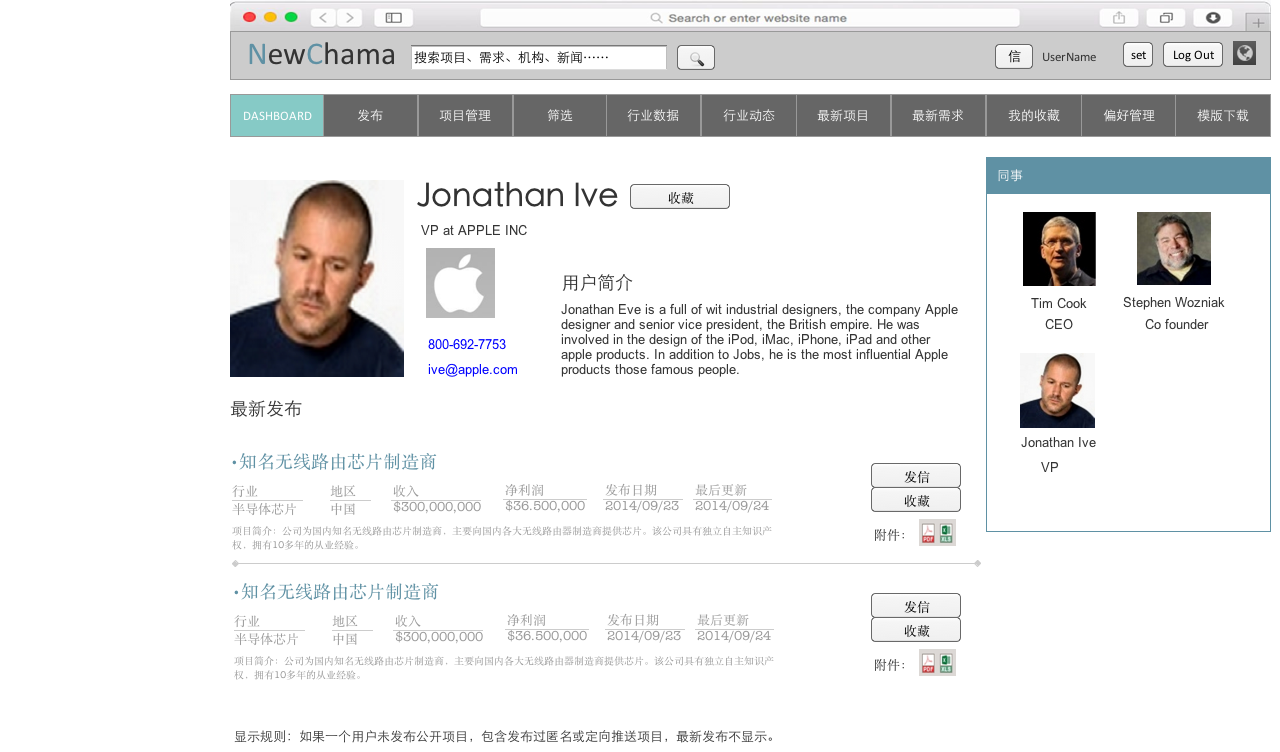 Search or enter website name
NewChama
搜索项目、需求、机构、新闻……
信
UserName
set
Log Out
DASHBOARD
发布
项目管理
筛选
行业数据
行业动态
最新项目
最新需求
我的收藏
偏好管理
模版下载
Jonathan Ive
收藏
VP at APPLE INC
800-692-7753
ive@apple.com
用户简介
Jonathan Eve is a full of wit industrial designers, the company Apple
designer and senior vice president, the British empire. He was
involved in the design of the iPod, iMac, iPhone, iPad and other
apple products. In addition to Jobs, he is the most influential Apple
products those famous people.
同事
Tim Cook
CEO
Stephen Wozniak
Co founder
Jonathan Ive
VP
最新发布
·知名无线路由芯片制造商
行业 地区 收入 净利润 发布日期 最后更新
半导体芯片 中国 $300,000,000 $36.500,000 2014/09/23 2014/09/24
项目简介：公司为国内知名无线路由芯片制造商，主要向国内各大无线路由器制造商提供芯片。该公司具有独立自主知识产
权，拥有10多年的从业经验。
发信
收藏
附件：
PDF XLS
·知名无线路由芯片制造商
行业 地区 收入 净利润 发布日期 最后更新
半导体芯片 中国 $300,000,000 $36.500,000 2014/09/23 2014/09/24
项目简介：公司为国内知名无线路由芯片制造商，主要向国内各大无线路由器制造商提供芯片。该公司具有独立自主知识产
权，拥有10多年的从业经验。
发信
收藏
附件：
PDF XLS
显示规则：如果一个用户未发布公开项目，包含发布过匿名或定向推送项目，最新发布不显示。